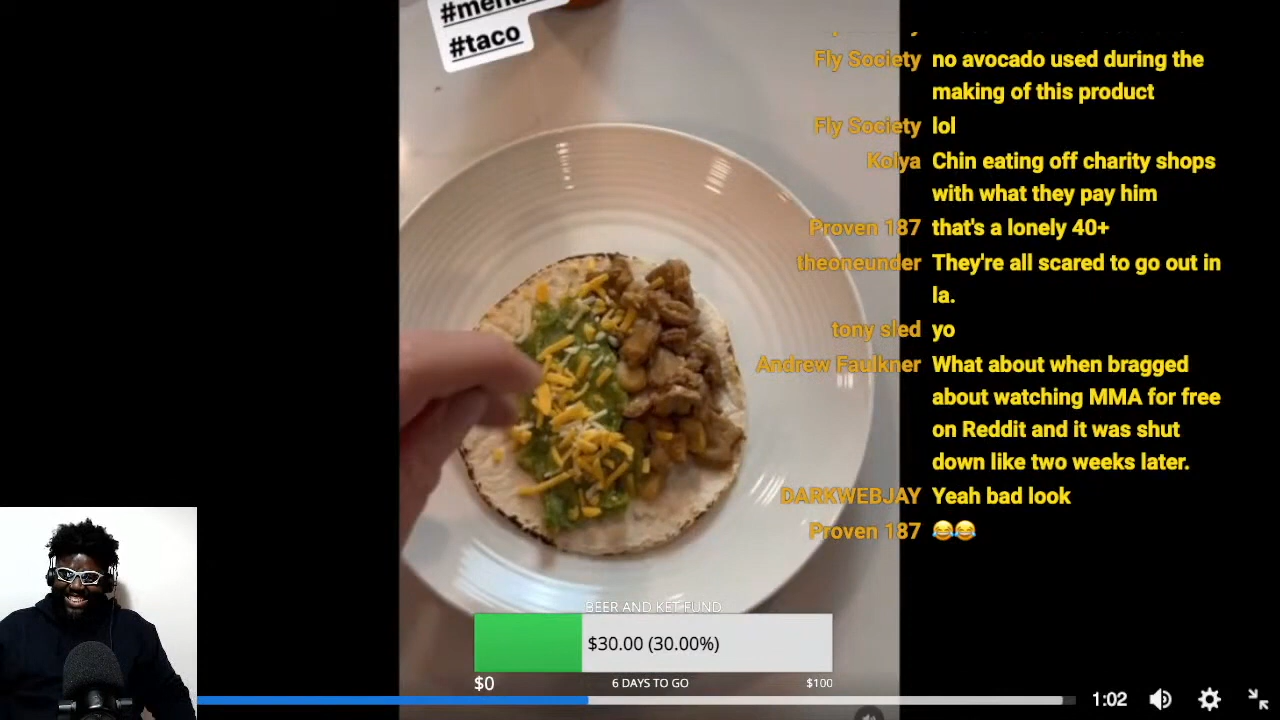 #taco
Fly Society no avocado used during the
making of this product
Fly Society lol
Kolya Chin eating off charity shops
with what they pay him
Proven 187 that's a lonely 40+
theoneunder They're all scared to go out in
la.
tony sled yo
Andrew Faulkner What about when bragged
about watching MMA for free
on Reddit and it was shut
down like two weeks later.
DARKWEBJAY Yeah bad look
Proven 187 😂😂
BEER AND KET FUND
$30.00 (30.00%)
$0 6 DAYS TO GO $100
1:02